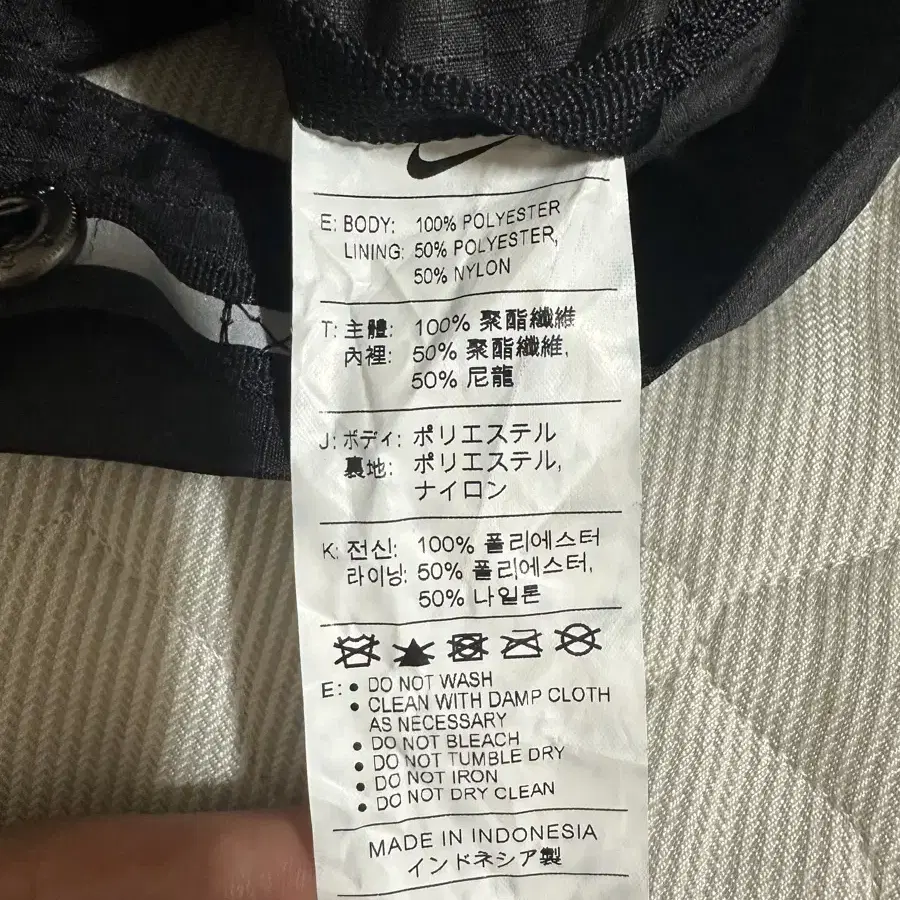 E: BODY: 100% POLYESTER
LINING: 50% POLYESTER,
50% NYLON
T: 主體: 100% 聚酯纖維
內裡: 50% 聚酯纖維,
50% 尼龍
J: ボディ: ポリエステル
裏地: ポリエステル,
ナイロン
K: 전신: 100% 폴리에스터
라이닝: 50% 폴리에스터,
50% 나일론
E: • DO NOT WASH
• CLEAN WITH DAMP CLOTH
AS NECESSARY
• DO NOT BLEACH
• DO NOT TUMBLE DRY
• DO NOT IRON
• DO NOT DRY CLEAN
MADE IN INDONESIA
インドネシア製